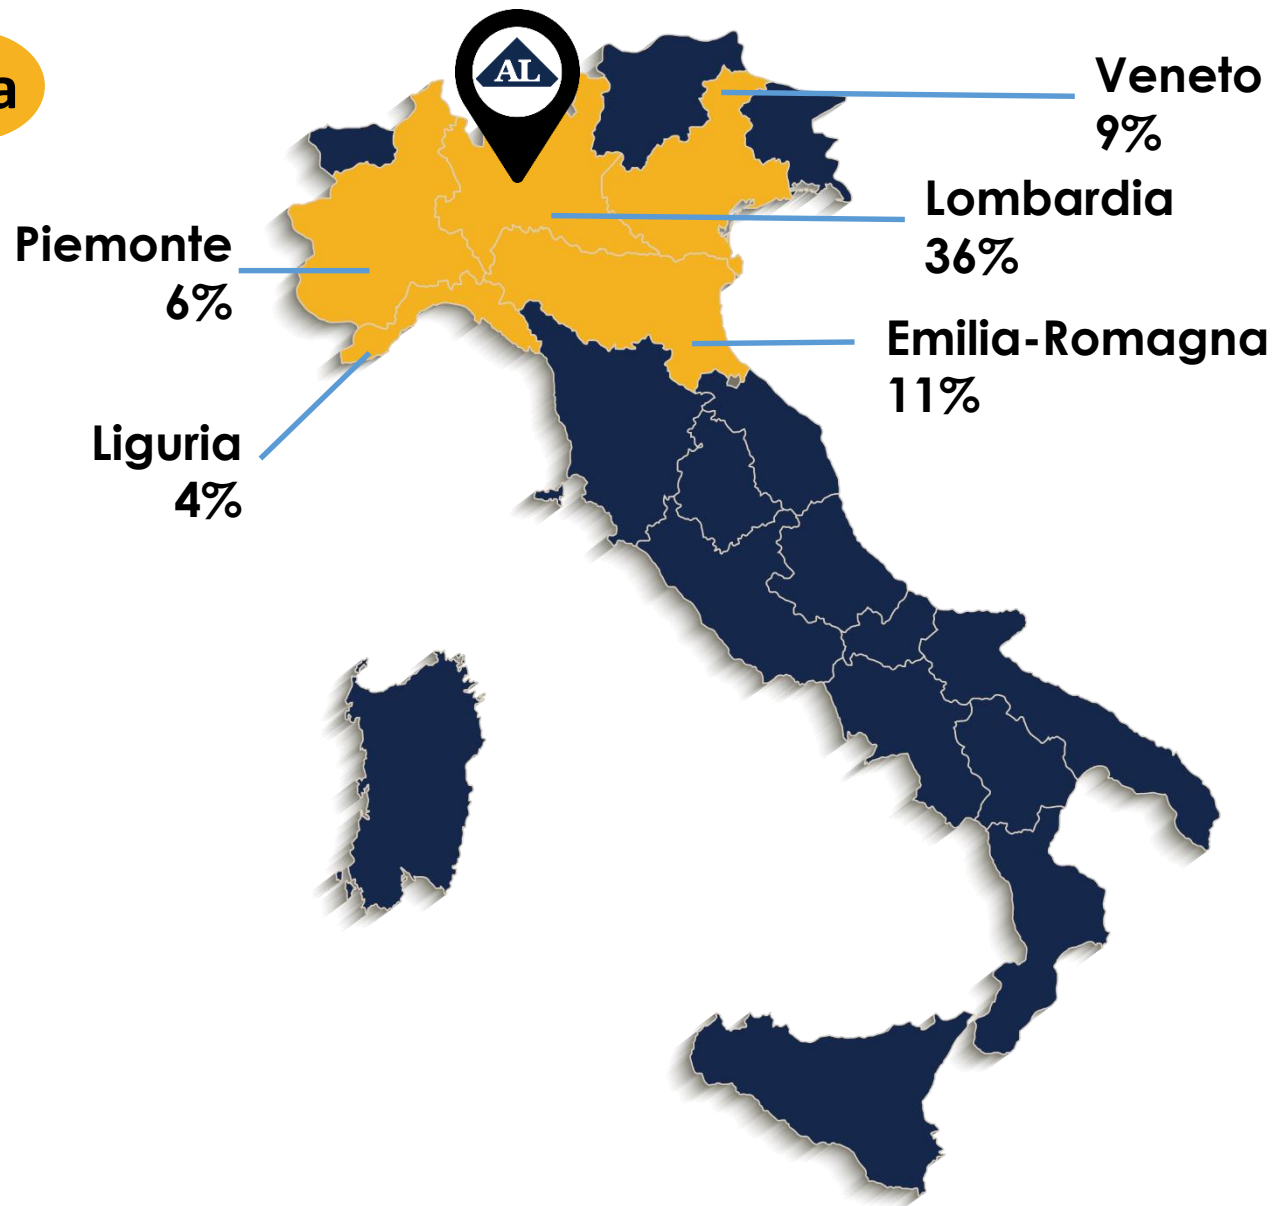 AL
Veneto
9%
Lombardia
36%
Piemonte
6%
Emilia-Romagna
11%
Liguria
4%